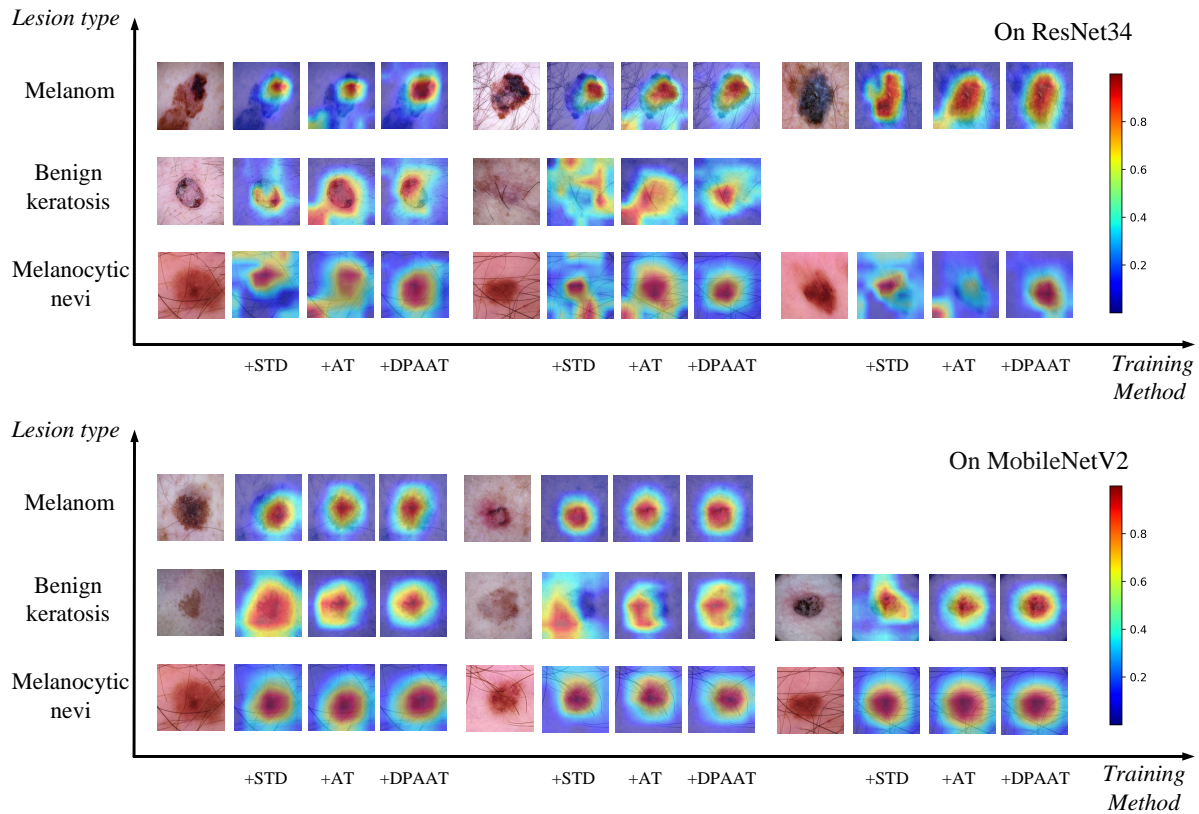 Lesion type
On ResNet34
Melanom
Benign
keratosis
Melanocytic
nevi
0.8
0.6
0.4
0.2
+STD +AT +DPAAT +STD +AT +DPAAT +STD +AT +DPAAT
Training
Method
Lesion type
On MobileNetV2
Melanom
Benign
keratosis
Melanocytic
nevi
0.8
0.6
0.4
0.2
+STD +AT +DPAAT +STD +AT +DPAAT +STD +AT +DPAAT
Training
Method